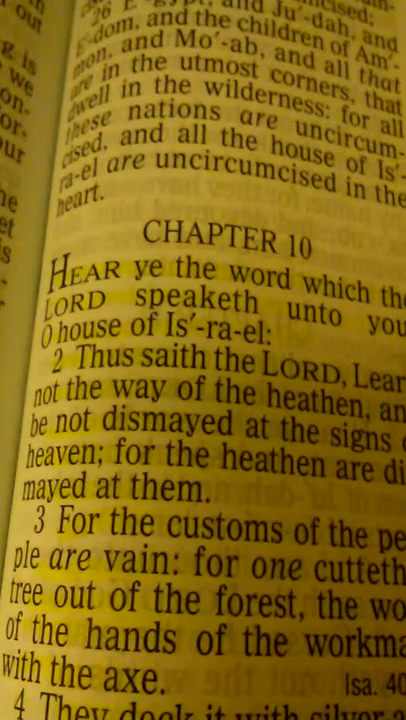 26 E'-gypt, and Ju'-dah, and
E'-dom, and the children of Am'-
mon, and Mo'-ab, and all that
are in the utmost corners, that
dwell in the wilderness: for all
these nations are uncircum-
cised, and all the house of Is'-
ra-el are uncircumcised in the
heart.
CHAPTER 10
HEAR ye the word which the
LORD speaketh unto you
O house of Is'-ra-el:
2 Thus saith the LORD, Lear
not the way of the heathen, an
be not dismayed at the signs
heaven; for the heathen are di
mayed at them.
3 For the customs of the pe
ple are vain: for one cutteth
tree out of the forest, the wo
of the hands of the workma
with the axe. Isa. 40
4 They deck it with silver